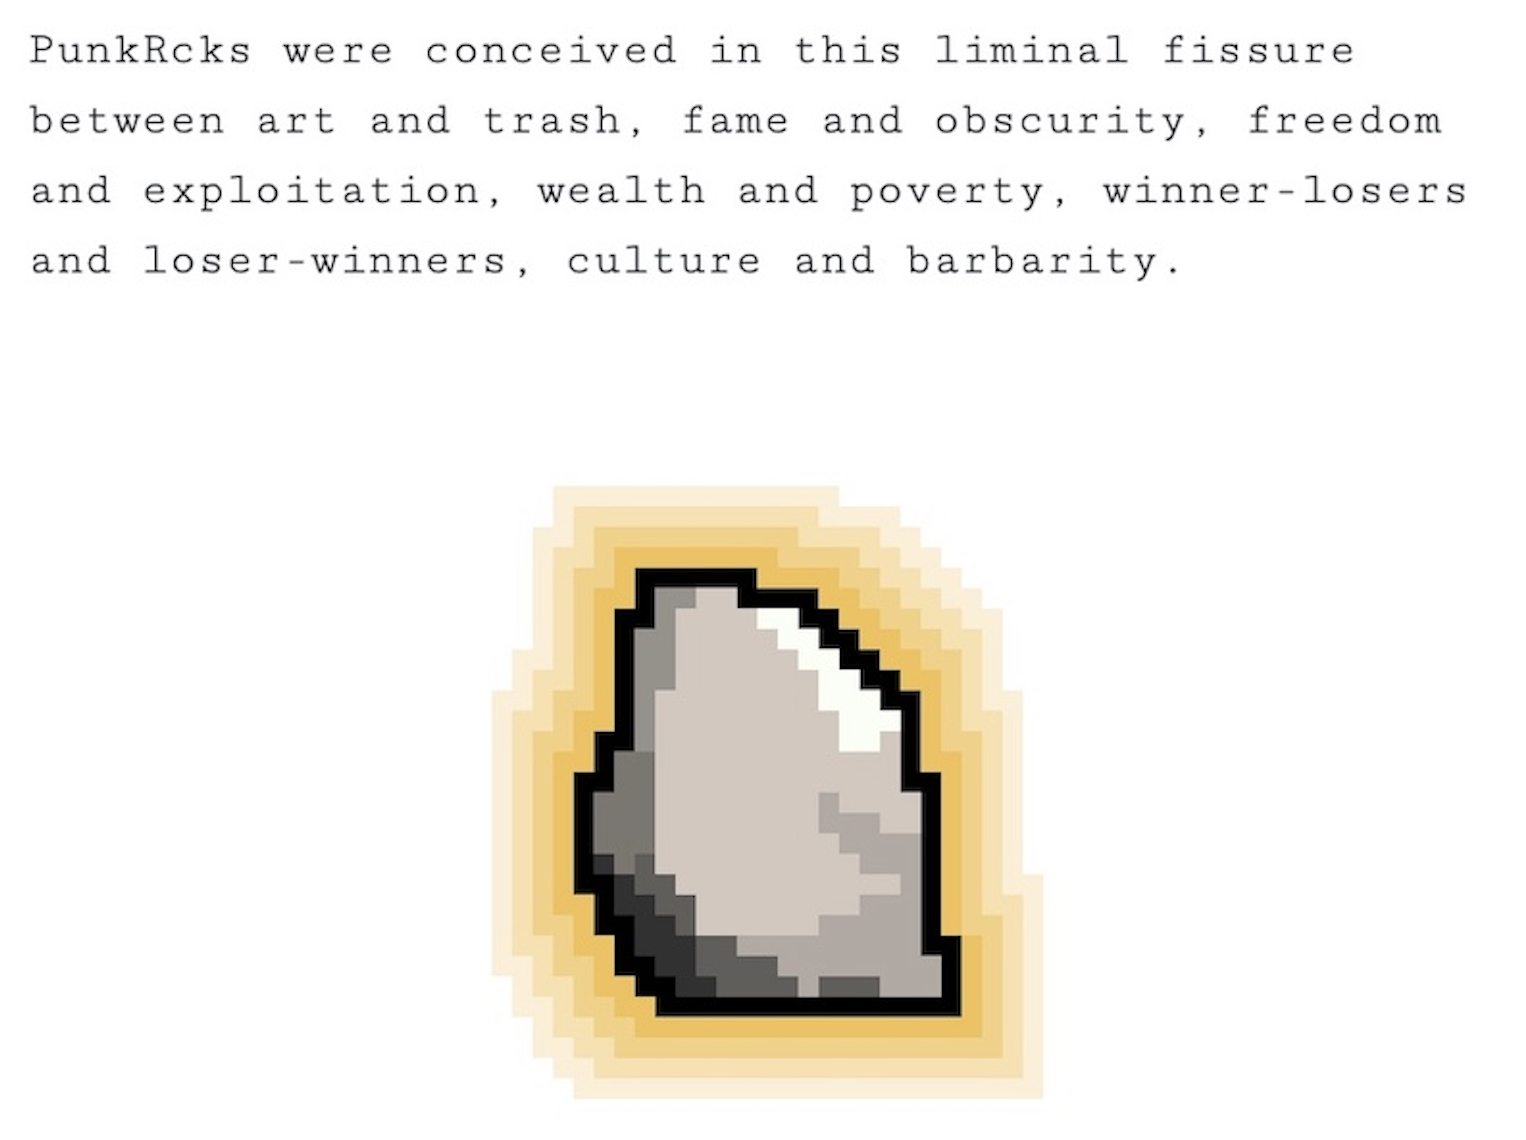 PunkRcks were conceived in this liminal fissure
between art and trash, fame and obscurity, freedom
and exploitation, wealth and poverty, winner-losers
and loser-winners, culture and barbarity.